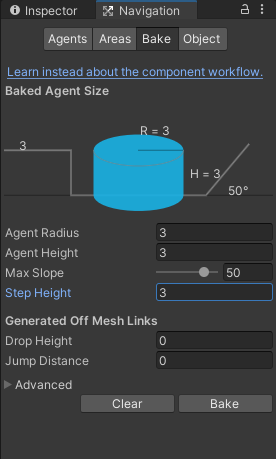 Inspector Navigation
Agents Areas Bake Object
Learn instead about the component workflow.
Baked Agent Size
R = 3
3
H = 3
50°
Agent Radius 3
Agent Height 3
Max Slope 50
Step Height 3
Generated Off Mesh Links
Drop Height 0
Jump Distance 0
Advanced
Clear Bake